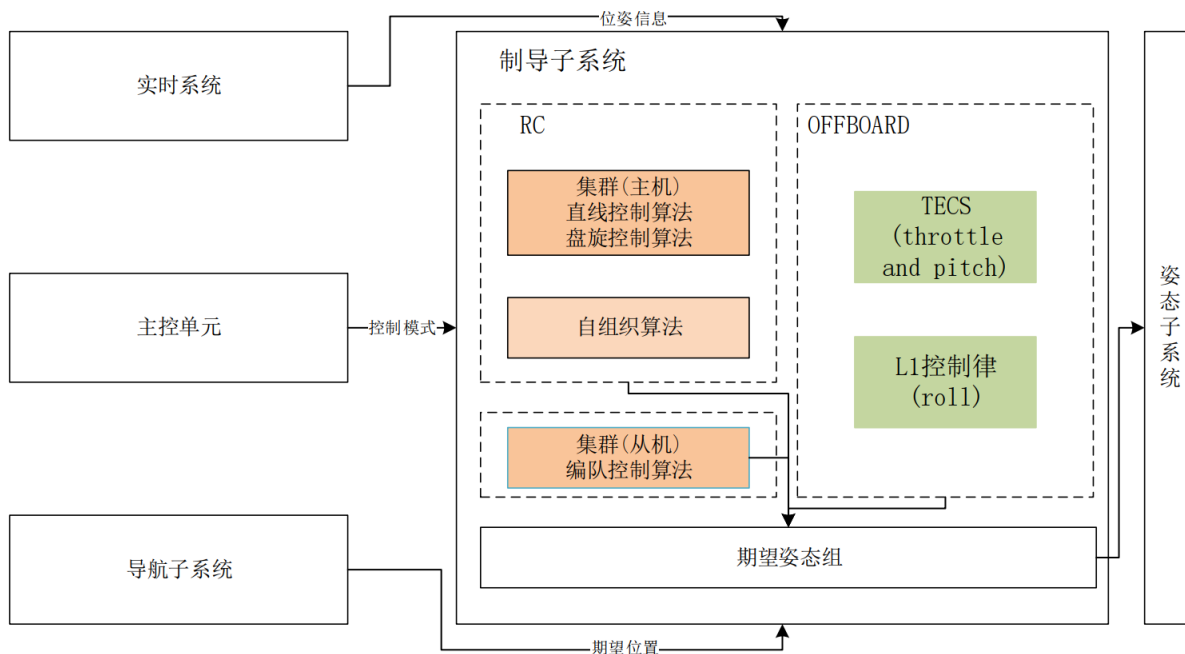 位姿信息
实时系统
制导子系统
RC
OFFBOARD
集群(主机)
直线控制算法
盘旋控制算法
TECS
(throttle
and pitch)
主控单元
控制模式
自组织算法
L1控制律
(roll)
集群(从机)
编队控制算法
导航子系统
期望姿态组
期望位置
姿
态
子
系
统